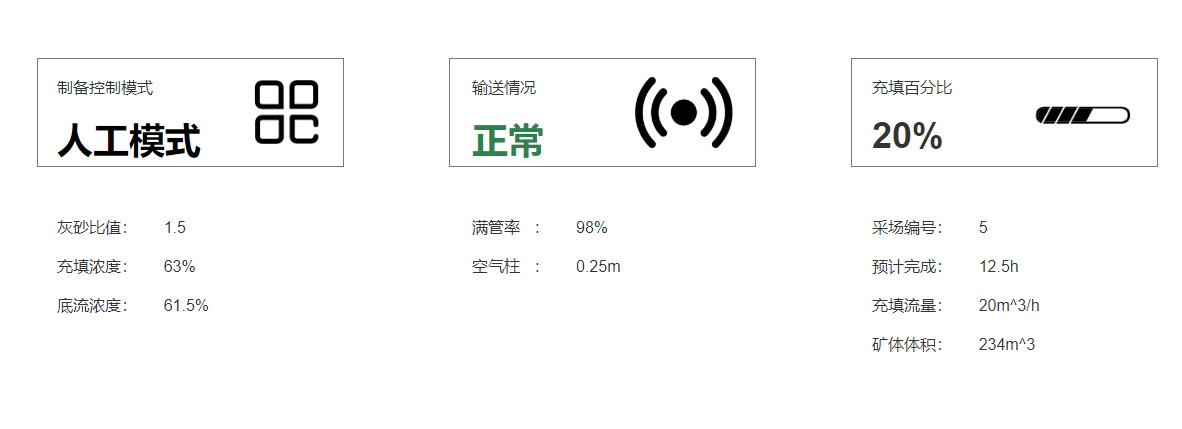 制备控制模式
人工模式
灰砂比值： 1.5
充填浓度： 63%
底流浓度： 61.5%
输送情况
正常
满管率 ： 98%
空气柱 ： 0.25m
充填百分比
20%
采场编号： 5
预计完成： 12.5h
充填流量： 20m^3/h
矿体体积： 234m^3